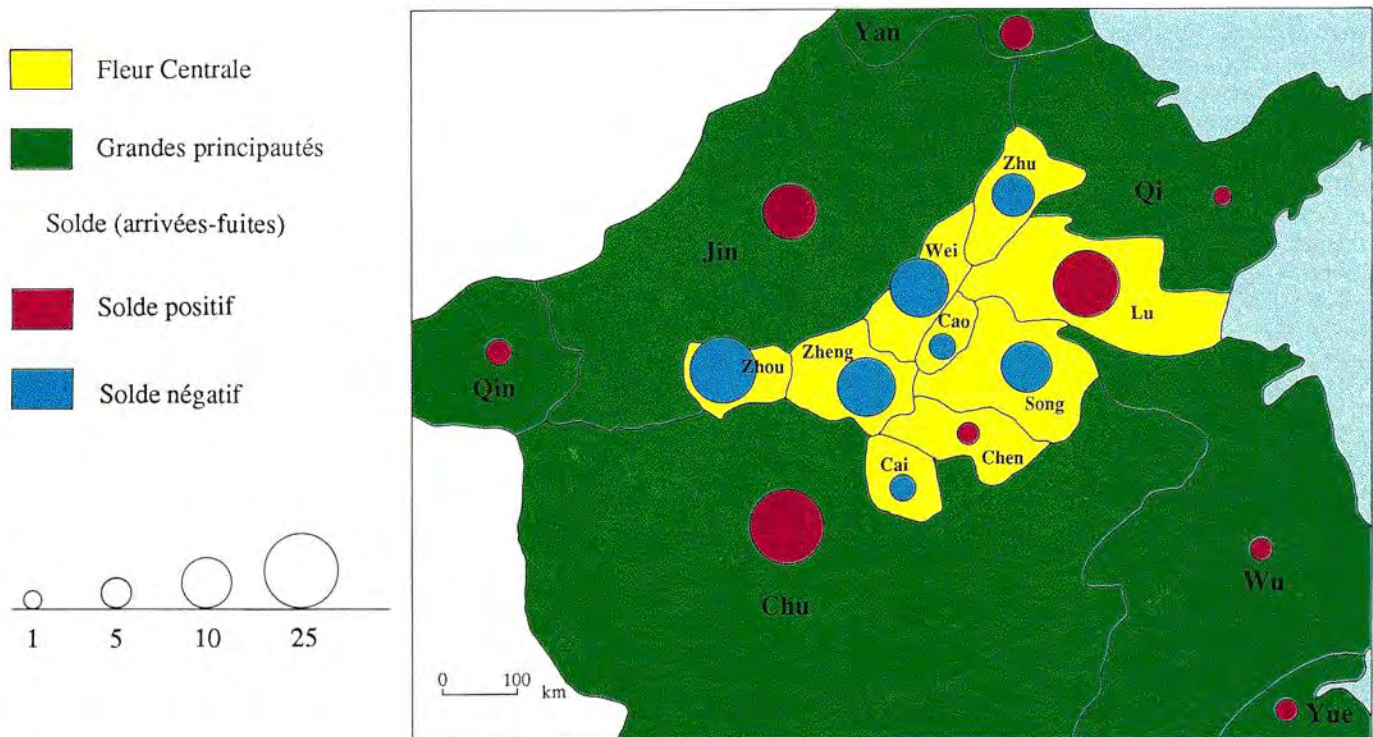 Fleur Centrale
Grandes principautés
Solde (arrivées-fuites)
Solde positif
Solde négatif
1 5 10 25
Yan
Zhu
Qi
Jin
Wei
Lu
Cao
Zheng
Zhou
Qin
Song
Chen
Cai
Chu
Wu
Yue
0 100
km